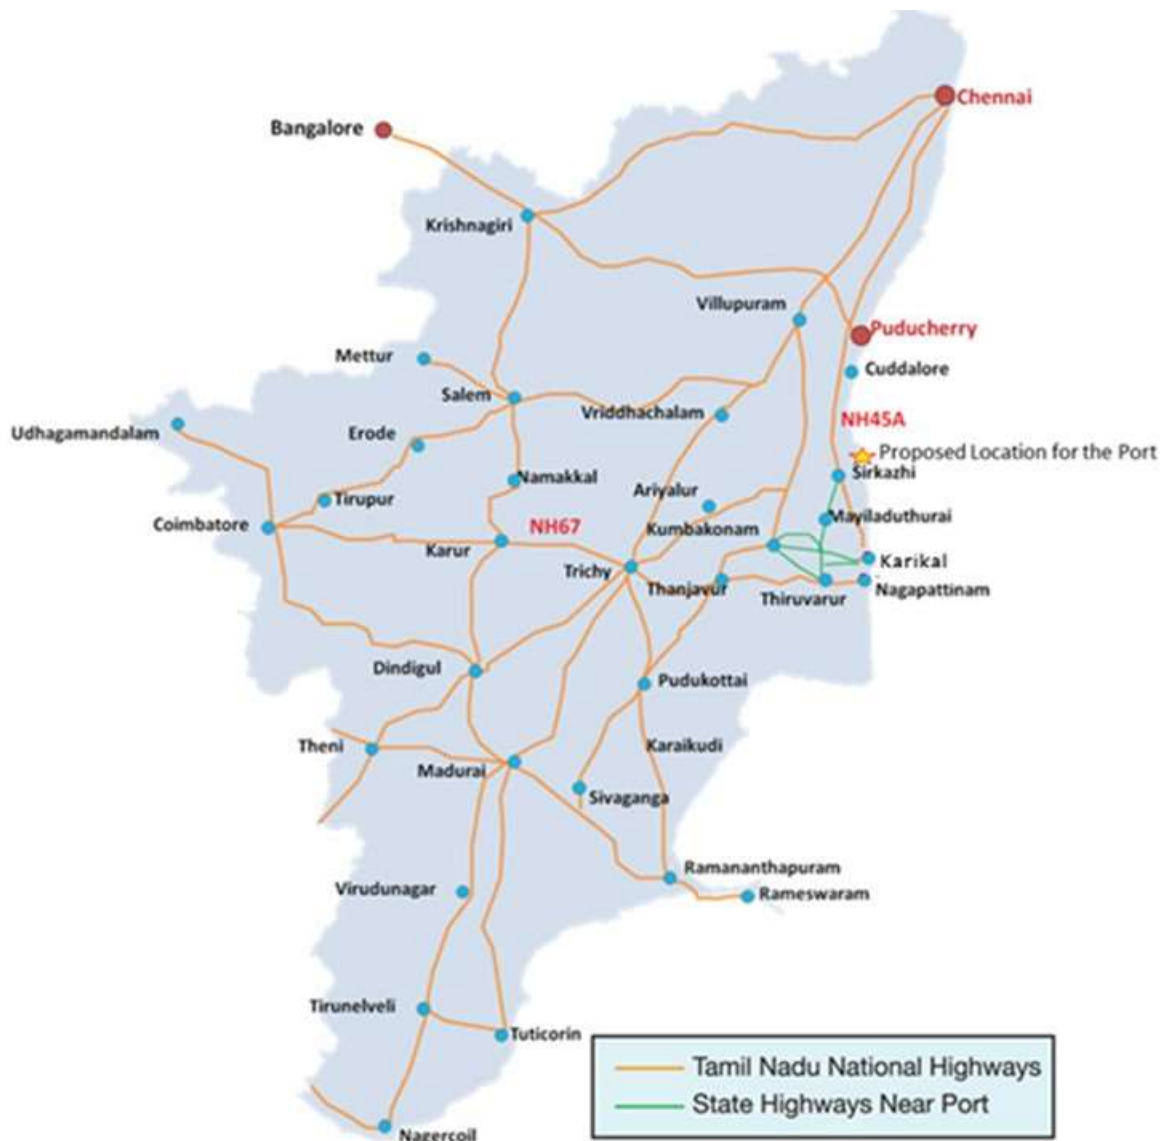 Chennai
Bangalore
Krishnagiri
Villupuram
Puducherry
Mettur
Cuddalore
Salem
Vriddhachalam
NH45A
Udhagamandalam
Erode
Proposed Location for the Port
Sirkazhi
Namakkal
Tirupur
Ariyalur
Mayiladuthurai
Coimbatore
NH67
Kumbakonam
Karur
Karikal
Trichy
Thanjavur
Thiruvarur
Nagapattinam
Dindigul
Pudukottai
Theni
Karaikudi
Madurai
Sivaganga
Ramananthapuram
Virudunagar
Rameswaram
Tirunelveli
Tuticorin
Tamil Nadu National Highways
State Highways Near Port
Nagercoil